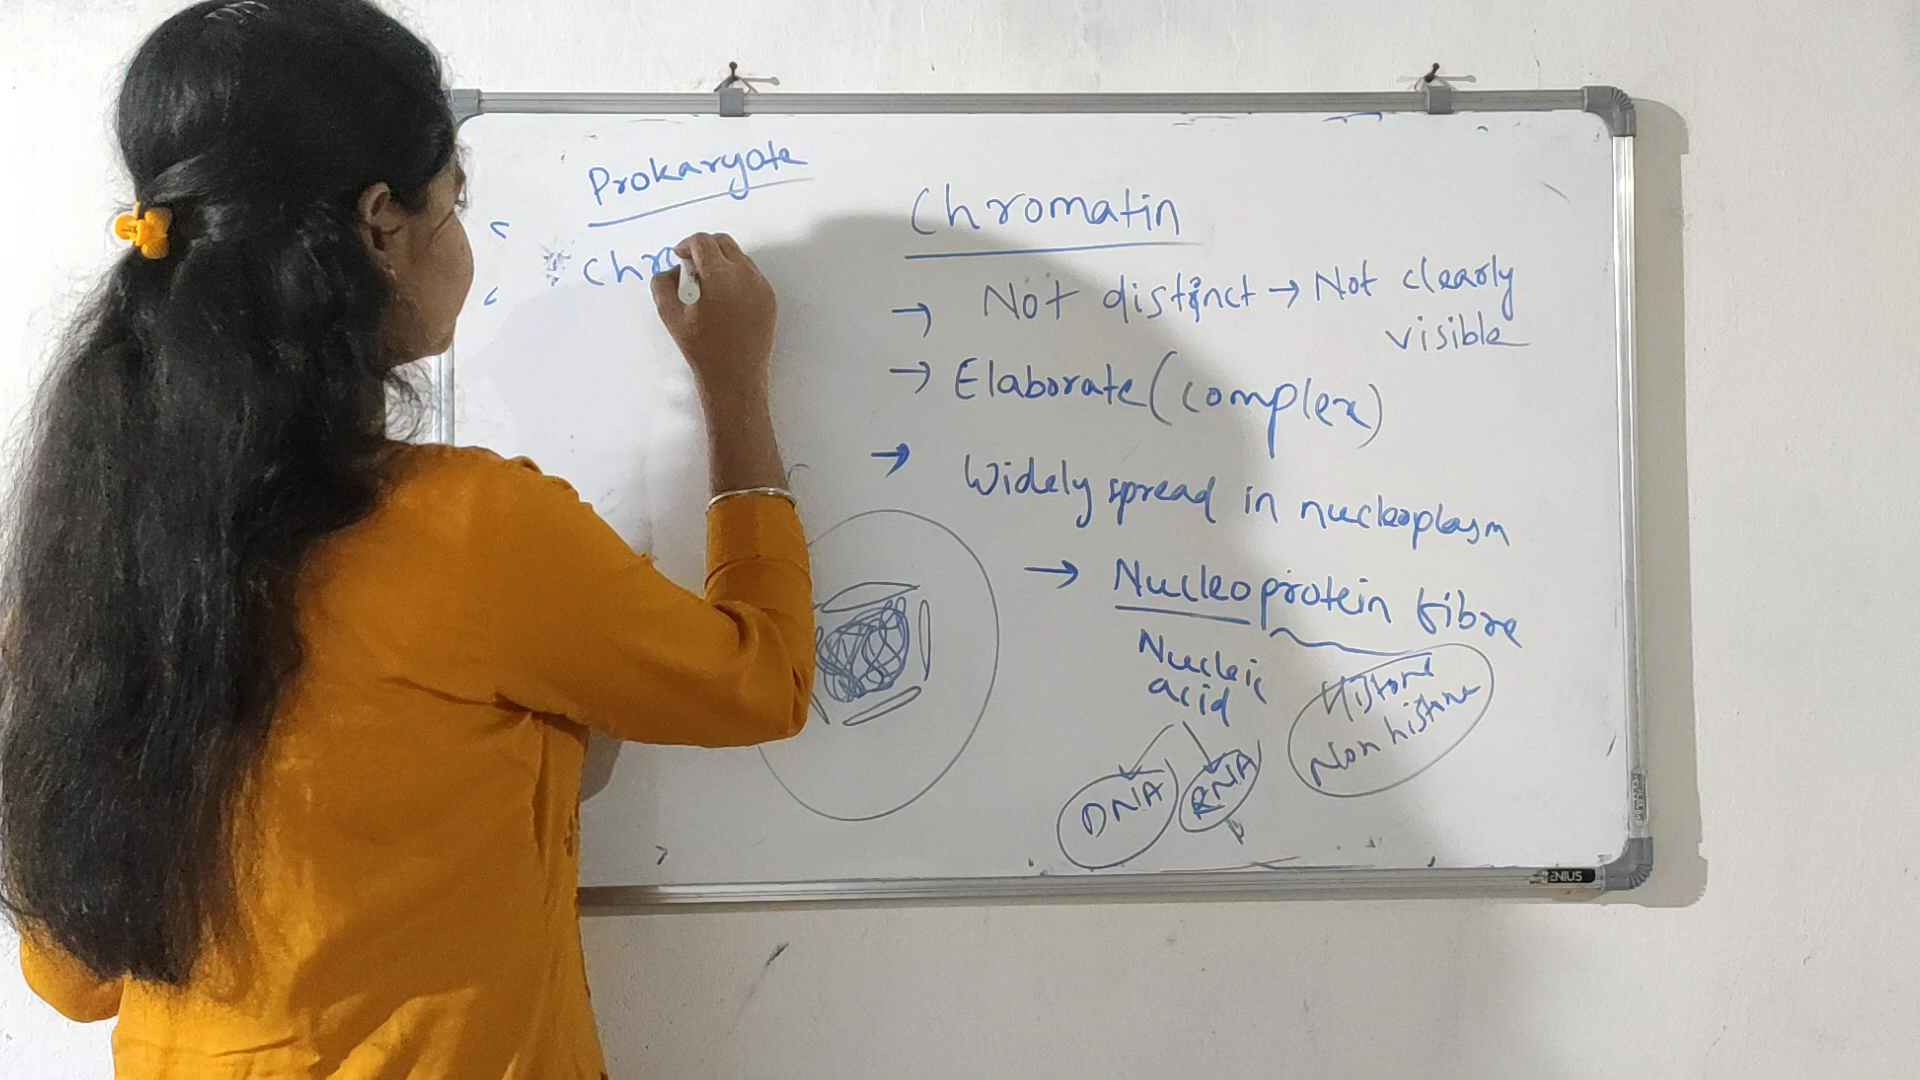 Prokaryote
Chro
Chromatin
→ Not distinct → Not clearly
visible
→ Elaborate (complex)
→ Widely spread in nucleoplasm
→ Nucleoprotein fibre
Nucleic
acid
Histone
Non histone
DNA
RNA